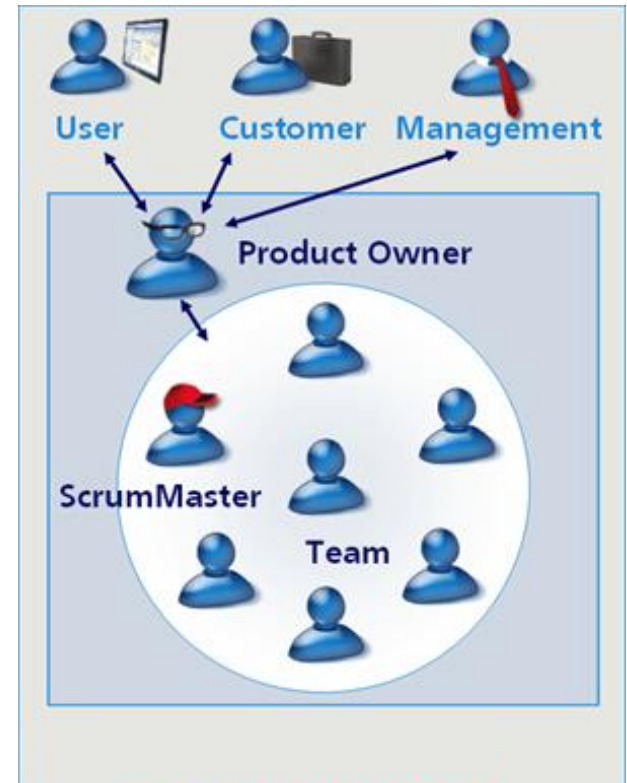 User
Customer
Management
Product Owner
ScrumMaster
Team